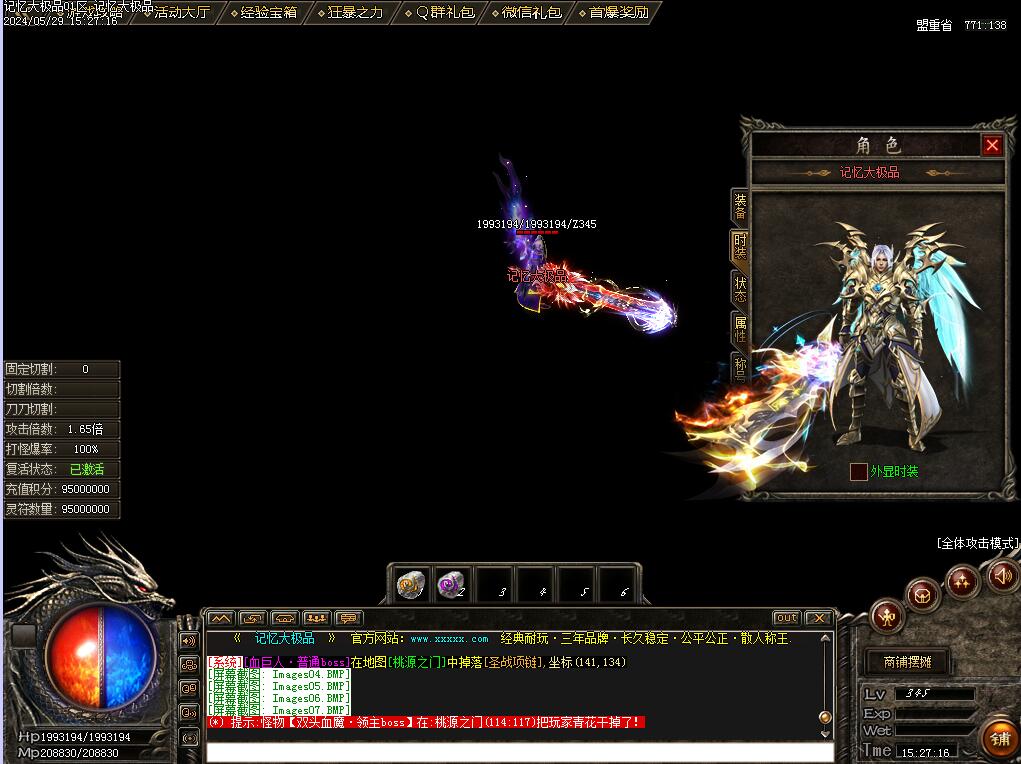 记忆大极品01区 记忆大极品
2024/05/29 15:27:16
活动大厅 经验宝箱 狂暴之力 Q群礼包 微信礼包 首爆奖励
盟重省 771:138
角色
记忆大极品
装备
时装
状态
属性
称号
外显时装
1993194/1993194/Z345
记忆大极品
固定切割: 0
切割倍数:
刀刀切割:
攻击倍数: 1.65倍
打怪爆率: 100%
复活状态: 已激活
充值积分: 95000000
灵符数量: 95000000
[全体攻击模式]
1 2 3 4 5 6
out
《 记忆大极品 》 官方网站: www.xxxxx.com 经典耐玩·三年品牌·长久稳定·公平公正·散人称王.
[系统][血巨人·普通boss]在地图[桃源之门]中掉落[圣战项链],坐标(141,134)
[屏幕截图: Images04.BMP]
[屏幕截图: Images05.BMP]
[屏幕截图: Images06.BMP]
[屏幕截图: Images07.BMP]
(*) 提示:怪物【双头血魔·领主boss】在:桃源之门(114:117)把玩家青花干掉了!
Hp1993194/1993194
Mp208830/208830
商铺摆摊
Lv 345
Exp
Wet
Tme 15:27:16
铺